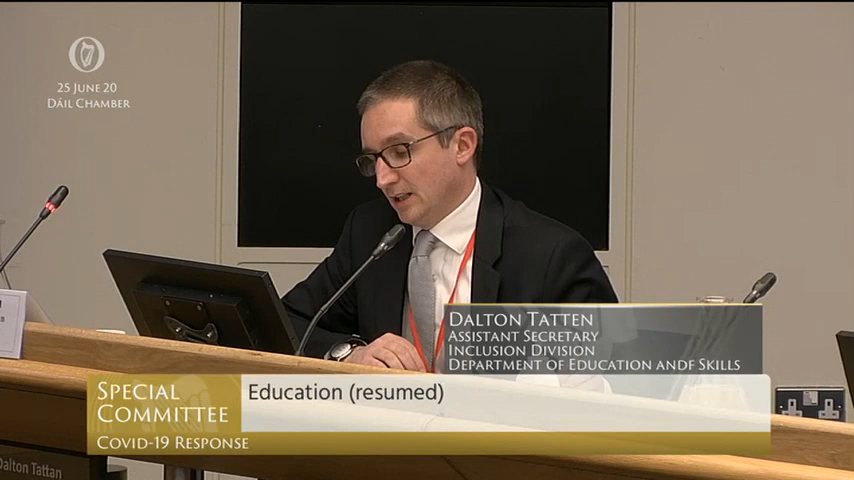 25 June 20
Dáil Chamber
Dalton Tatten
Assistant Secretary
Inclusion Division
Department of Education andf Skills
Special
Committee
Education (resumed)
Covid-19 Response
Dalton Tattan